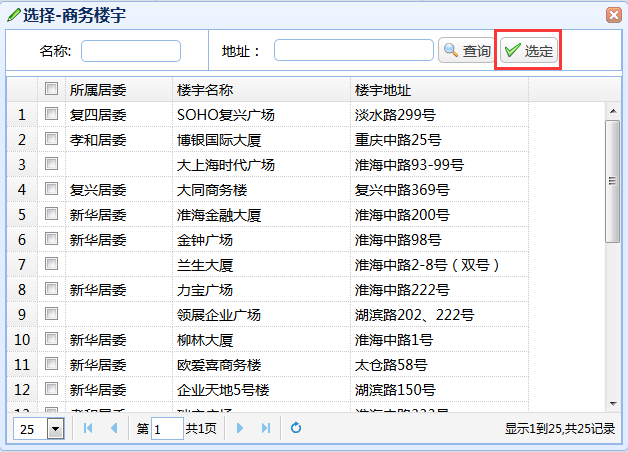 选择-商务楼宇
名称: 地址： 查询 选定
所属居委 楼宇名称 楼宇地址
1 复四居委 SOHO复兴广场 淡水路299号
2 孝和居委 博银国际大厦 重庆中路25号
3 大上海时代广场 淮海中路93-99号
4 复兴居委 大同商务楼 复兴中路369号
5 新华居委 淮海金融大厦 淮海中路200号
6 新华居委 金钟广场 淮海中路98号
7 兰生大厦 淮海中路2-8号（双号）
8 新华居委 力宝广场 淮海中路222号
9 领展企业广场 湖滨路202、222号
10 新华居委 柳林大厦 淮海中路1号
11 新华居委 欧爱喜商务楼 太仓路58号
12 新华居委 企业天地5号楼 湖滨路150号
25 第 1 共1页 显示1到25,共25记录